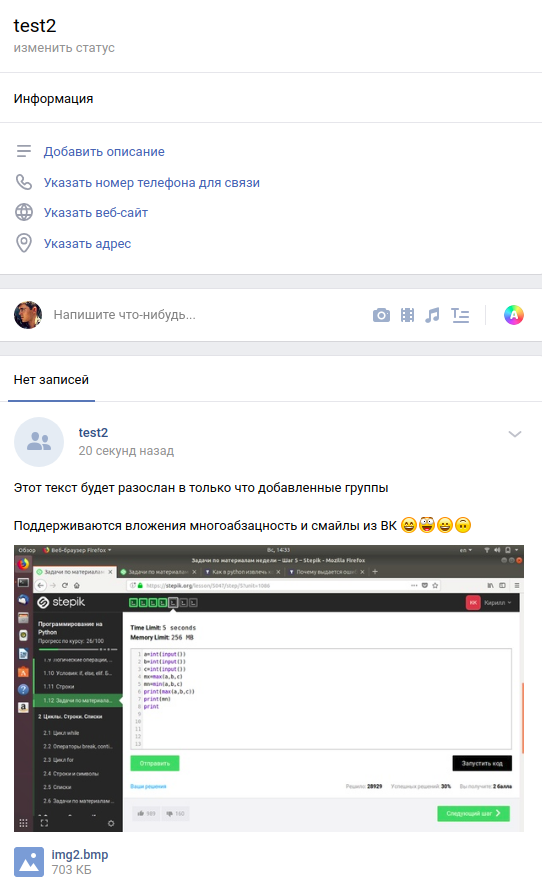 test2
изменить статус
Информация
Добавить описание
Указать номер телефона для связи
Указать веб-сайт
Указать адрес
Напишите что-нибудь...
A
Нет записей
test2
20 секунд назад
Этот текст будет разослан в только что добавленные группы
Поддерживаются вложения многоабзацность и смайлы из ВК
Обзор Веб-браузер Firefox Вс, 14:33 en
Задачи по материалам недели – Шаг 5 – Stepik - Mozilla Firefox
Задачи по материалам
Задачи по материалам
Как в python извлечь
Почему выдается
https://stepik.org/lesson/5047/step/5?unit=1086
stepik
КК Кирилл
Программирование на Python
Прогресс по курсу: 26/100
1.9 Логические операции,...
1.10 Условия: if, else, elif. Б...
1.11 Строки
1.12 Задачи по материала...
2 Циклы. Строки. Списки
2.1 Цикл while
2.2 Операторы break, conti...
2.3 Цикл for
2.4 Строки и символы
2.5 Списки
2.6 Задачи по материалам ...
Time Limit: 5 seconds
Memory Limit: 256 MB
1 a=int(input())
2 b=int(input())
3 c=int(input())
4 mx=max(a,b,c)
5 mn=min(a,b,c)
6 print(max(a,b,c))
7 print(mn)
8 print
9
10
11
12
13
Отправить
Запустить код
Ваши решения
Решило: 28929 Успешных решений: 30% Вы получите: 2 балла
989 160
Следующий шаг
img2.bmp
703 КБ